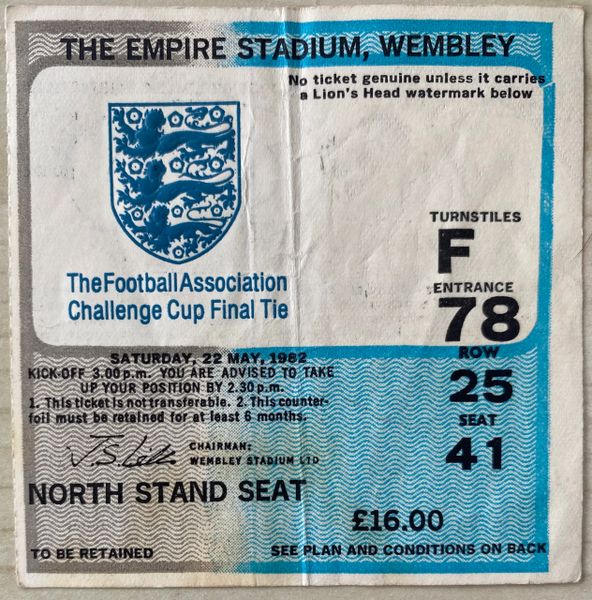 THE EMPIRE STADIUM, WEMBLEY
No ticket genuine unless it carries
a Lion's Head watermark below
The Football Association
Challenge Cup Final Tie
TURNSTILES
F
ENTRANCE
78
ROW
25
SEAT
41
SATURDAY, 22 MAY, 1982
KICK-OFF 3.00 p.m. YOU ARE ADVISED TO TAKE
UP YOUR POSITION BY 2.30 p.m.
1. This ticket is not transferable. 2. This counter-
foil must be retained for at least 6 months.
CHAIRMAN:
WEMBLEY STADIUM LTD
NORTH STAND SEAT
£16.00
TO BE RETAINED
SEE PLAN AND CONDITIONS ON BACK